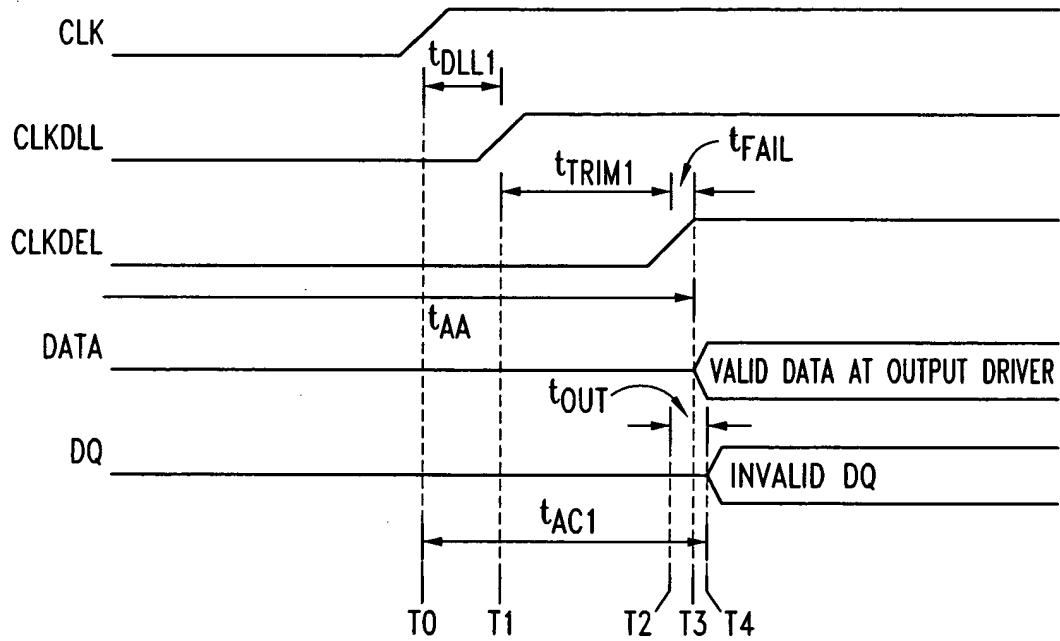 CLK
tDLL1
CLKDLL
tTRIM1
tFAIL
CLKDEL
tAA
DATA
VALID DATA AT OUTPUT DRIVER
tOUT
DQ
INVALID DQ
tAC1
T0 T1 T2 T3 T4